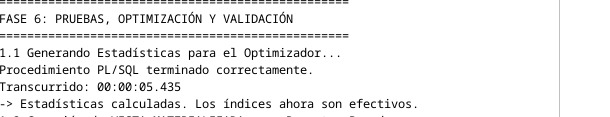 ==================================================
FASE 6: PRUEBAS, OPTIMIZACIÓN Y VALIDACIÓN
==================================================
1.1 Generando Estadísticas para el Optimizador...
Procedimiento PL/SQL terminado correctamente.
Transcurrido: 00:00:05.435
-> Estadísticas calculadas. Los índices ahora son efectivos.